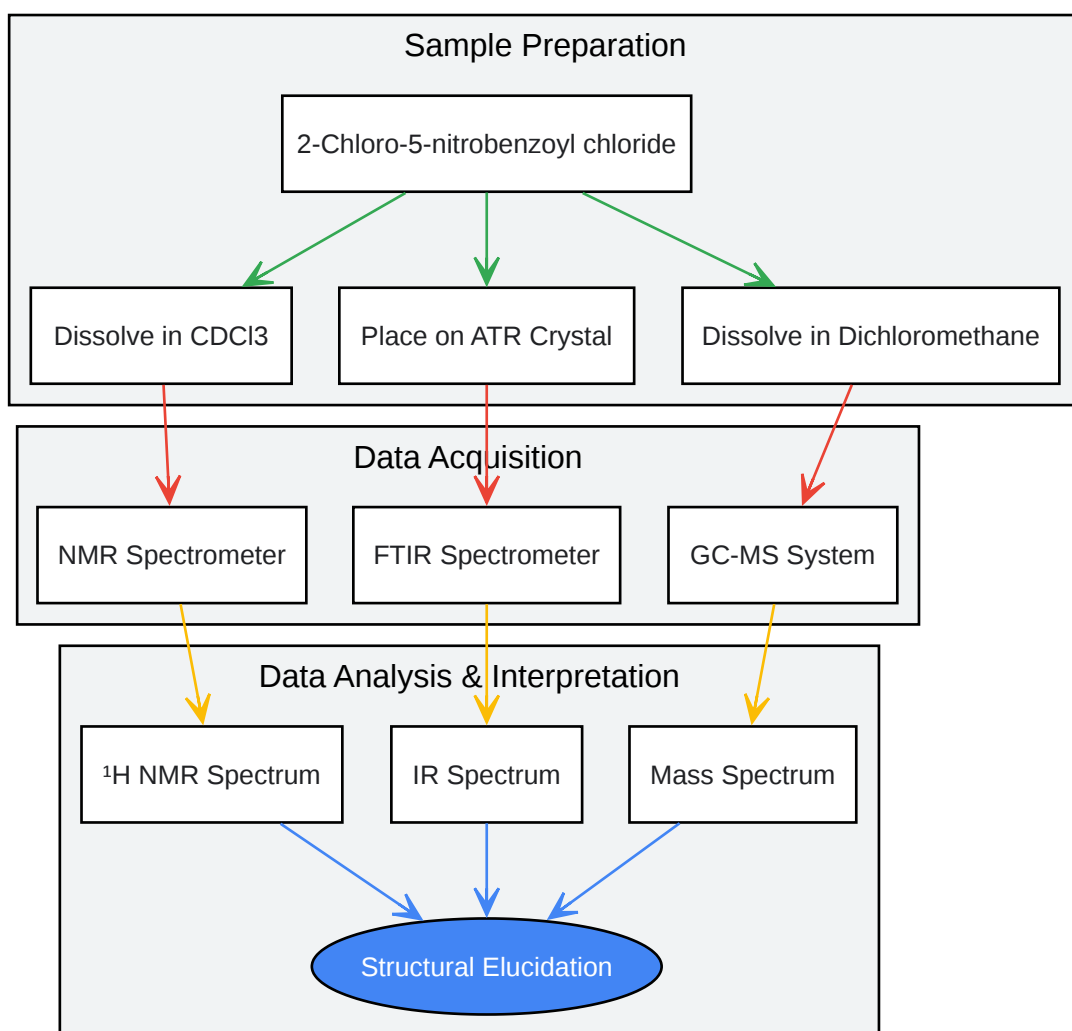 Sample Preparation
2-Chloro-5-nitrobenzoyl chloride
Dissolve in CDCl3
Place on ATR Crystal
Dissolve in Dichloromethane
Data Acquisition
NMR Spectrometer
FTIR Spectrometer
GC-MS System
Data Analysis & Interpretation
¹H NMR Spectrum
IR Spectrum
Mass Spectrum
Structural Elucidation